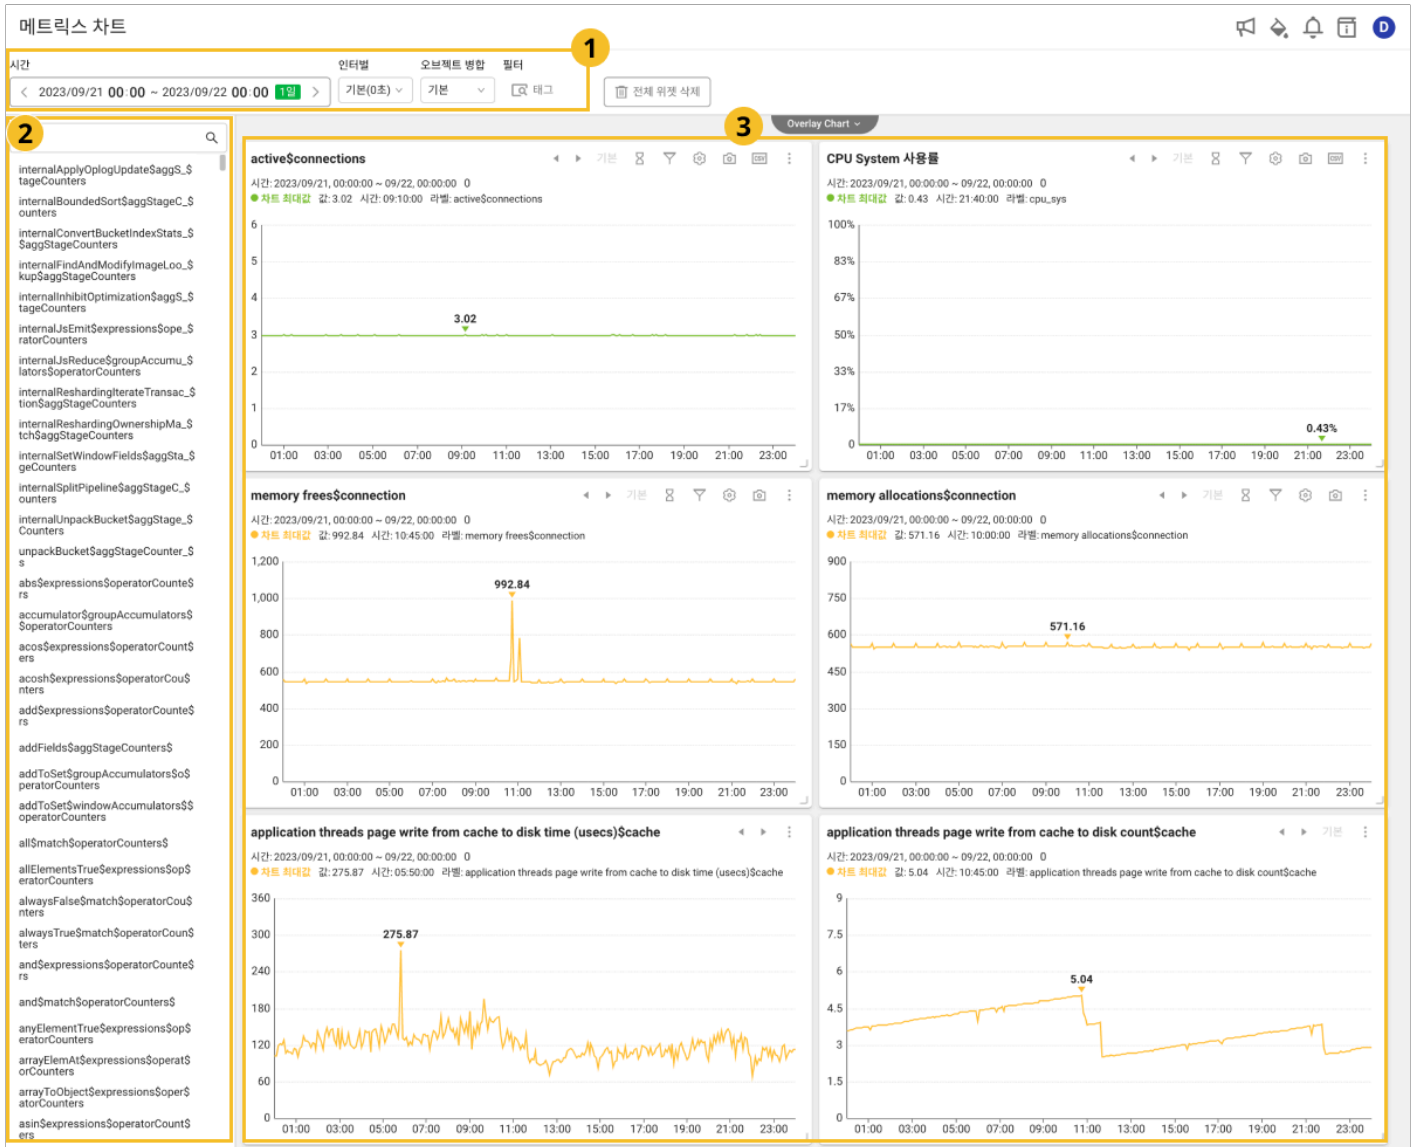 메트릭스 차트
D
1
시간
인터벌
오브젝트 병합
필터
2023/09/21 00:00 ~ 2023/09/22 00:00 1일
기본(0초)
기본
태그
전체 위젯 삭제
2
internalApplyOplogUpdate$aggS_$
tageCounters
internalBoundedSort$aggStageC_$
ounters
internalConvertBucketIndexStats_$
$aggStageCounters
internalFindAndModifyImageLoo_$
kup$aggStageCounters
internalInhibitOptimization$aggS_$
tageCounters
internalJsEmit$expressions$ope_$
ratorCounters
internalJsReduce$groupAccumu_$
lators$operatorCounters
internalReshardingIterateTransac_$
tion$aggStageCounters
internalReshardingOwnershipMa_$
tch$aggStageCounters
internalSetWindowFields$aggSta_$
geCounters
internalSplitPipeline$aggStageC_$
ounters
internalUnpackBucket$aggStage_$
Counters
unpackBucket$aggStageCounter_$
s
abs$expressions$operatorCounte$
rs
accumulator$groupAccumulators$
$operatorCounters
acos$expressions$operatorCount$
ers
acosh$expressions$operatorCou$
nters
add$expressions$operatorCounte$
rs
addFields$aggStageCounters$
addToSet$groupAccumulators$o$
peratorCounters
addToSet$windowAccumulators$$
operatorCounters
all$match$operatorCounters$
allElementsTrue$expressions$op$
eratorCounters
alwaysFalse$match$operatorCou$
nters
alwaysTrue$match$operatorCoun$
ters
and$expressions$operatorCounte$
rs
and$match$operatorCounters$
anyElementTrue$expressions$op$
eratorCounters
arrayElemAt$expressions$operat$
orCounters
arrayToObject$expressions$oper$
atorCounters
asin$expressions$operatorCount$
ers
3
Overlay Chart
active$connections
기본
CSV
시간: 2023/09/21, 00:00:00 ~ 09/22, 00:00:00 0
차트 최대값 값: 3.02 시간: 09:10:00 라벨: active$connections
6
5
4
3
2
1
0
3.02
01:00 03:00 05:00 07:00 09:00 11:00 13:00 15:00 17:00 19:00 21:00 23:00
CPU System 사용률
기본
CSV
시간: 2023/09/21, 00:00:00 ~ 09/22, 00:00:00 0
차트 최대값 값: 0.43 시간: 21:40:00 라벨: cpu_sys
100%
83%
67%
50%
33%
17%
0
0.43%
01:00 03:00 05:00 07:00 09:00 11:00 13:00 15:00 17:00 19:00 21:00 23:00
memory frees$connection
기본
시간: 2023/09/21, 00:00:00 ~ 09/22, 00:00:00 0
차트 최대값 값: 992.84 시간: 10:45:00 라벨: memory frees$connection
1,200
1,000
800
600
400
200
0
992.84
01:00 03:00 05:00 07:00 09:00 11:00 13:00 15:00 17:00 19:00 21:00 23:00
memory allocations$connection
기본
시간: 2023/09/21, 00:00:00 ~ 09/22, 00:00:00 0
차트 최대값 값: 571.16 시간: 10:00:00 라벨: memory allocations$connection
900
750
600
450
300
150
0
571.16
01:00 03:00 05:00 07:00 09:00 11:00 13:00 15:00 17:00 19:00 21:00 23:00
application threads page write from cache to disk time (usecs)$cache
시간: 2023/09/21, 00:00:00 ~ 09/22, 00:00:00 0
차트 최대값 값: 275.87 시간: 05:50:00 라벨: application threads page write from cache to disk time (usecs)$cache
360
300
240
180
120
60
0
275.87
01:00 03:00 05:00 07:00 09:00 11:00 13:00 15:00 17:00 19:00 21:00 23:00
application threads page write from cache to disk count$cache
기본
시간: 2023/09/21, 00:00:00 ~ 09/22, 00:00:00 0
차트 최대값 값: 5.04 시간: 10:45:00 라벨: application threads page write from cache to disk count$cache
9
7.5
6
4.5
3
1.5
0
5.04
01:00 03:00 05:00 07:00 09:00 11:00 13:00 15:00 17:00 19:00 21:00 23:00